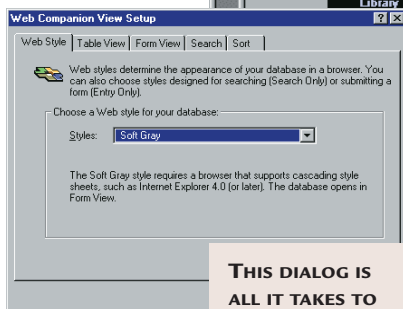 Library
Web Companion View Setup
Web Style Table View Form View Search Sort
Web styles determine the appearance of your database in a browser. You
can also choose styles designed for searching (Search Only) or submitting a
form (Entry Only).
Choose a Web style for your database:
Styles: Soft Gray
The Soft Gray style requires a browser that supports cascading style
sheets, such as Internet Explorer 4.0 (or later). The database opens in
Form View.
THIS DIALOG IS
ALL IT TAKES TO